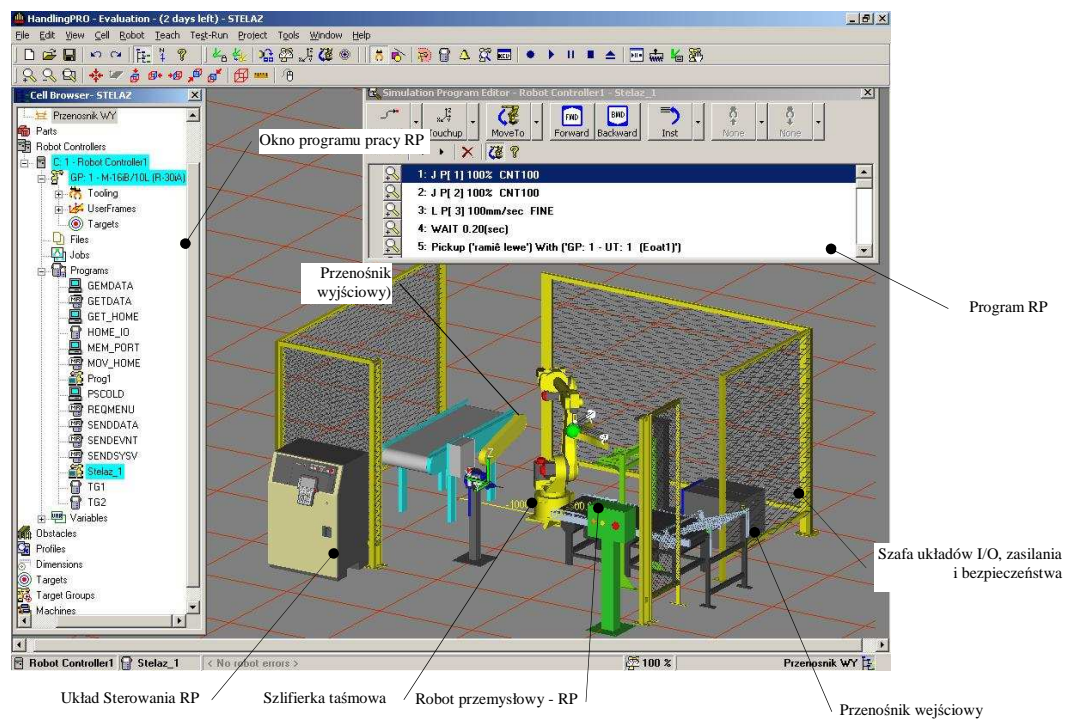 HandlingPRO - Evaluation - (2 days left) - STELAZ
File Edit View Cell Robot Teach Test-Run Project Tools Window Help
Cell Browser- STELAZ
Przenosnik WY
Parts
Robot Controllers
C: 1 - Robot Controller1
GP: 1 - M-16iB/10L (R-30iA)
Tooling
UserFrames
Targets
Files
Jobs
Programs
GEMDATA
GETDATA
GET_HOME
HOME_IO
MEM_PORT
MOV_HOME
Prog1
PSCOLD
REQMENU
SENDDATA
SENDEVNT
SENDSYSV
Stelaz_1
TG1
TG2
Variables
Obstacles
Profiles
Dimensions
Targets
Target Groups
Machines
Okno programu pracy RP
Simulation Program Editor - Robot Controller1 - Stelaz_1
Touchup MoveTo Forward Backward Inst None None
FWD BWD
1: J P[ 1] 100% CNT100
2: J P[ 2] 100% CNT100
3: L P[ 3] 100mm/sec FINE
4: WAIT 0.20(sec)
5: Pickup ('ramiê lewe') With ('GP: 1 - UT: 1 (Eoat1)')
Przenośnik
wyjściowy)
Program RP
Szafa układów I/O, zasilania
i bezpieczeństwa
Robot Controller1 Stelaz_1 < No robot errors > 100 % Przenosnik WY
Układ Sterowania RP
Szlifierka taśmowa
Robot przemysłowy - RP
Przenośnik wejściowy